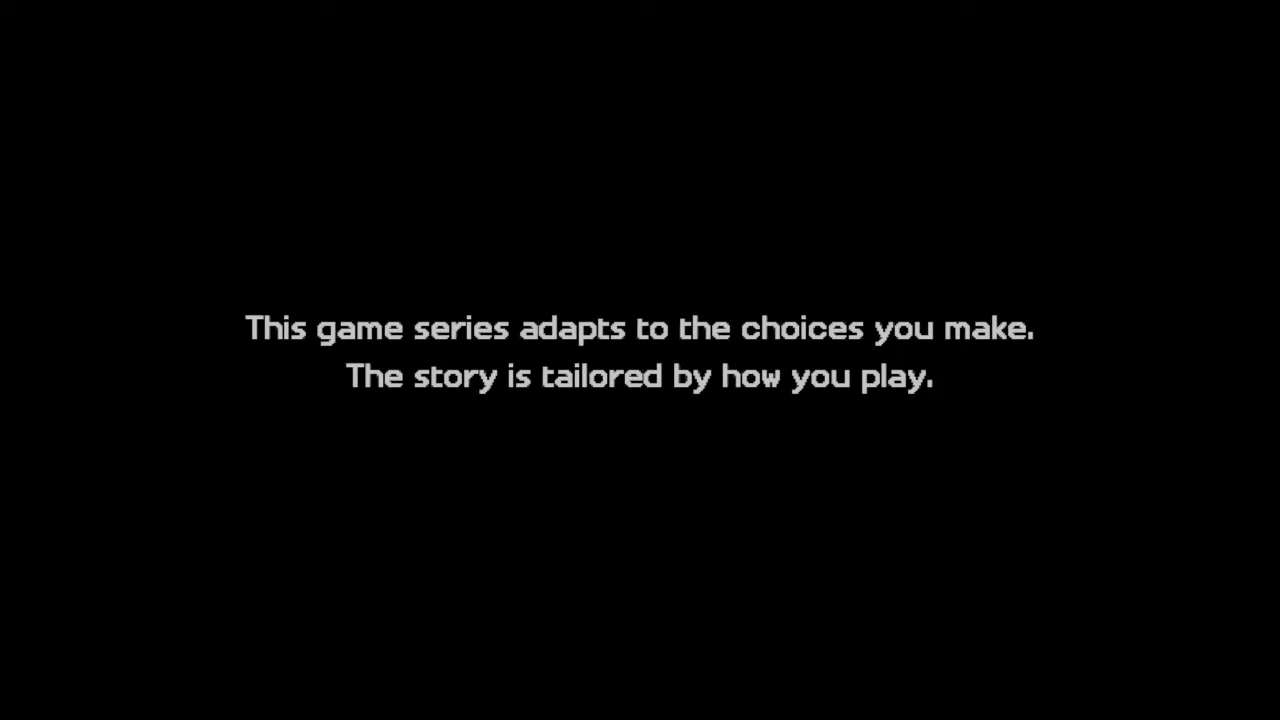 This game series adapts to the choices you make.
The story is tailored by how you play.